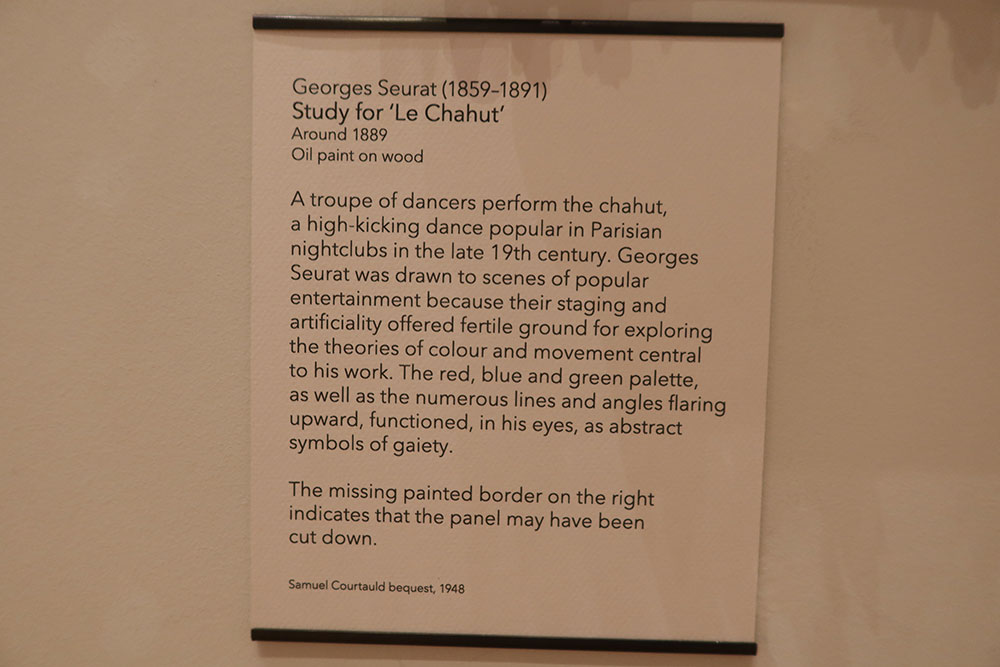 Georges Seurat (1859–1891)
Study for ‘Le Chahut’
Around 1889
Oil paint on wood
A troupe of dancers perform the chahut,
a high-kicking dance popular in Parisian
nightclubs in the late 19th century. Georges
Seurat was drawn to scenes of popular
entertainment because their staging and
artificiality offered fertile ground for exploring
the theories of colour and movement central
to his work. The red, blue and green palette,
as well as the numerous lines and angles flaring
upward, functioned, in his eyes, as abstract
symbols of gaiety.
The missing painted border on the right
indicates that the panel may have been
cut down.
Samuel Courtauld bequest, 1948